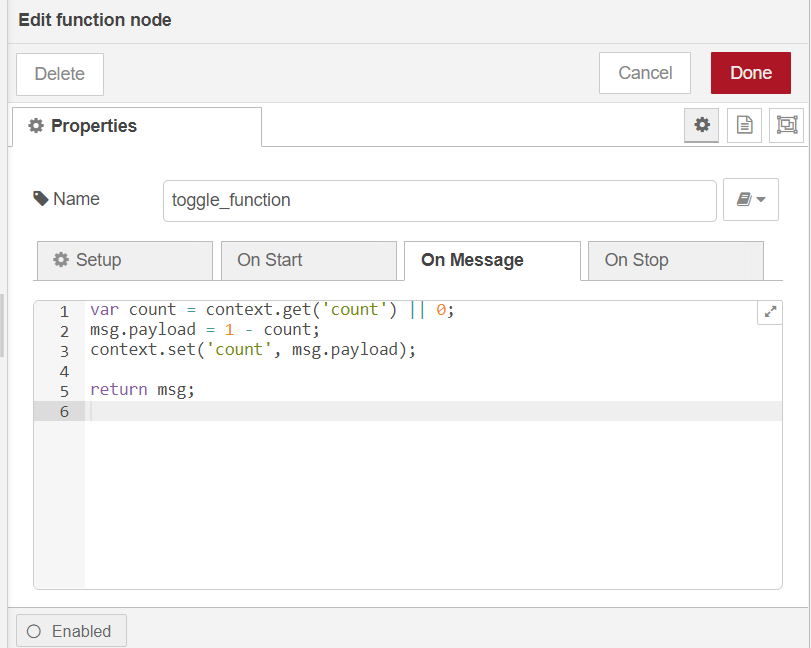 Edit function node
Delete
Cancel
Done
Properties
Name
toggle_function
Setup
On Start
On Message
On Stop
1 var count = context.get('count') || 0;
2 msg.payload = 1 - count;
3 context.set('count', msg.payload);
4
5 return msg;
6
Enabled